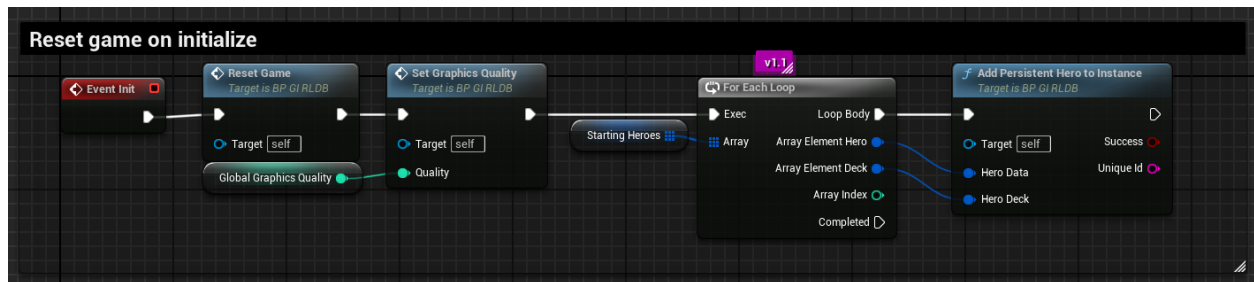 Reset game on initialize
v1.1
Event Init
Reset Game
Target is BP GI RLDB
Target self
Global Graphics Quality
Set Graphics Quality
Target is BP GI RLDB
Target self
Quality
Starting Heroes
For Each Loop
Exec Loop Body
Array Array Element Hero
Array Element Deck
Array Index
Completed
f Add Persistent Hero to Instance
Target is BP GI RLDB
Target self Success
Hero Data Unique Id
Hero Deck